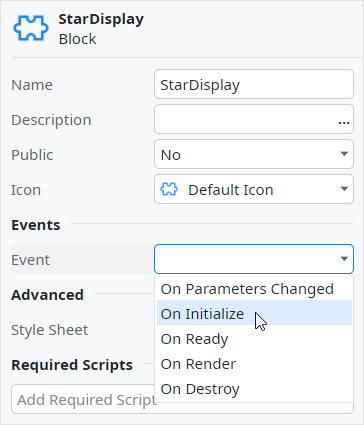 StarDisplay
Block
Name StarDisplay
Description ...
Public No
Icon Default Icon
Events
Event
On Parameters Changed
Advanced
On Initialize
Style Sheet
On Ready
Required Scripts
On Render
Add Required Script
On Destroy